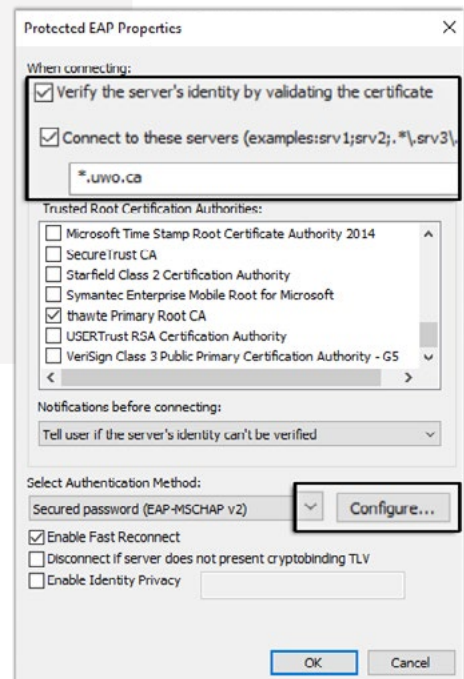 Protected EAP Properties
When connecting:
Verify the server's identity by validating the certificate
Connect to these servers (examples:srv1;srv2;.*\.srv3\.
*.uwo.ca
Trusted Root Certification Authorities:
Microsoft Time Stamp Root Certificate Authority 2014
SecureTrust CA
Starfield Class 2 Certification Authority
Symantec Enterprise Mobile Root for Microsoft
thawte Primary Root CA
USERTrust RSA Certification Authority
VeriSign Class 3 Public Primary Certification Authority - G5
Notifications before connecting:
Tell user if the server's identity can't be verified
Select Authentication Method:
Secured password (EAP-MSCHAP v2) Configure...
Enable Fast Reconnect
Disconnect if server does not present cryptobinding TLV
Enable Identity Privacy
OK Cancel